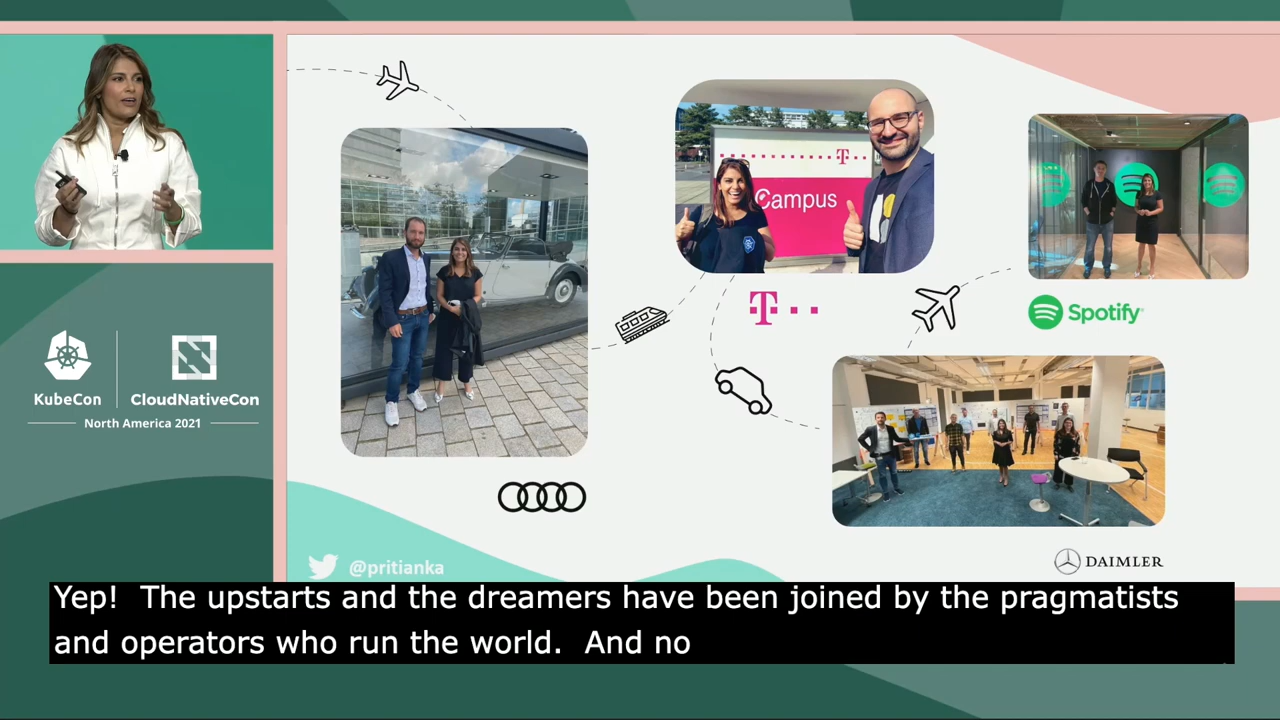 T
Campus
T
Spotify
KubeCon
CloudNativeCon
North America 2021
DAIMLER
@pritianka
Yep!  The upstarts and the dreamers have been joined by the pragmatists
and operators who run the world.  And no